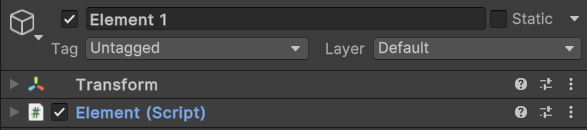 Element 1 Static
Tag Untagged Layer Default
Transform
# Element (Script)